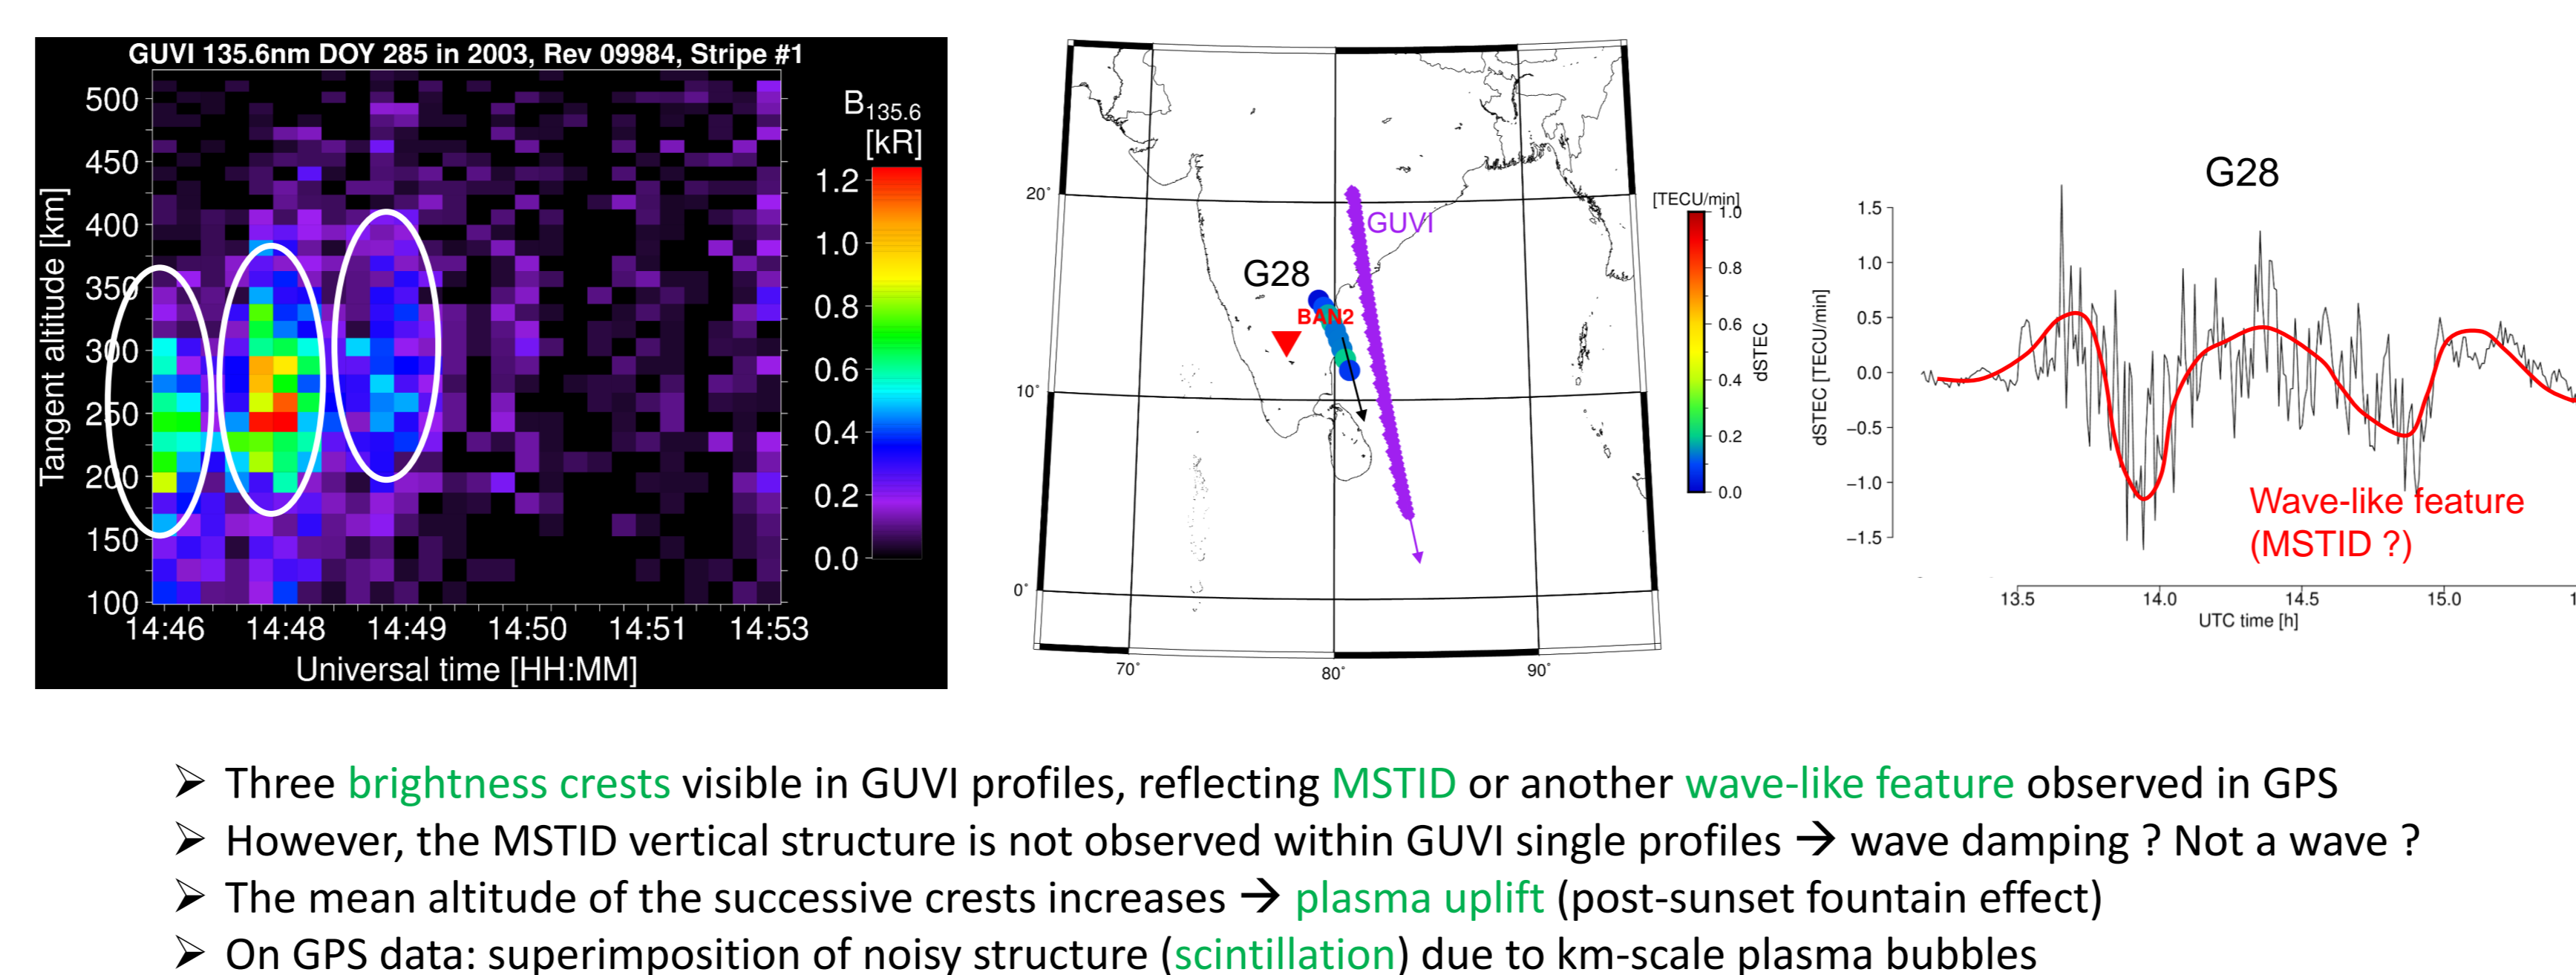 GUVI 135.6nm DOY 285 in 2003, Rev 09984, Stripe #1
500
450
400
350
300
250
200
150
100
Tangent altitude [km]
14:46 14:48 14:49 14:50 14:51 14:53
Universal time [HH:MM]
B135.6
[kR]
1.2
1.0
0.8
0.6
0.4
0.2
0.0
20°
10°
0°
70° 80° 90°
GUVI
G28
BAN2
[TECU/min]
1.0
0.8
0.6
0.4
0.2
0.0
dSTEC
G28
dSTEC [TECU/min]
1.5
1.0
0.5
0.0
−0.5
−1.0
−1.5
Wave-like feature
(MSTID ?)
13.5 14.0 14.5 15.0
UTC time [h]
➢ Three brightness crests visible in GUVI profiles, reflecting MSTID or another wave-like feature observed in GPS
➢ However, the MSTID vertical structure is not observed within GUVI single profiles → wave damping ? Not a wave ?
➢ The mean altitude of the successive crests increases → plasma uplift (post-sunset fountain effect)
➢ On GPS data: superimposition of noisy structure (scintillation) due to km-scale plasma bubbles